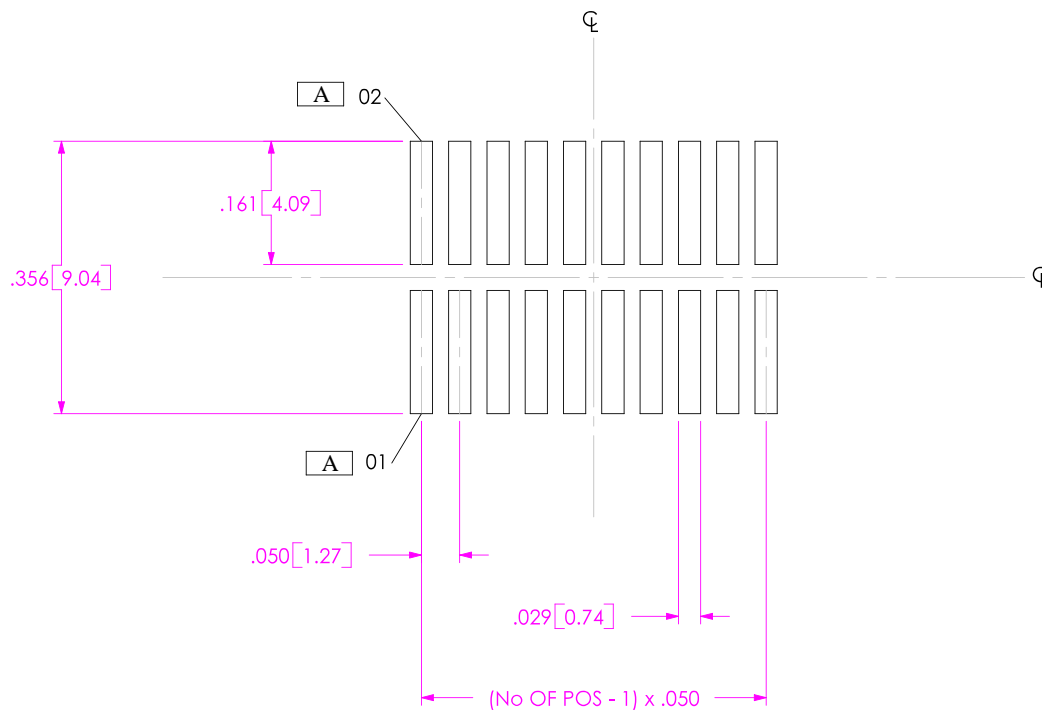 ℄
A 02
.161[4.09]
.356[9.04]
℄
A 01
.050[1.27]
.029[0.74]
(No OF POS - 1) x .050